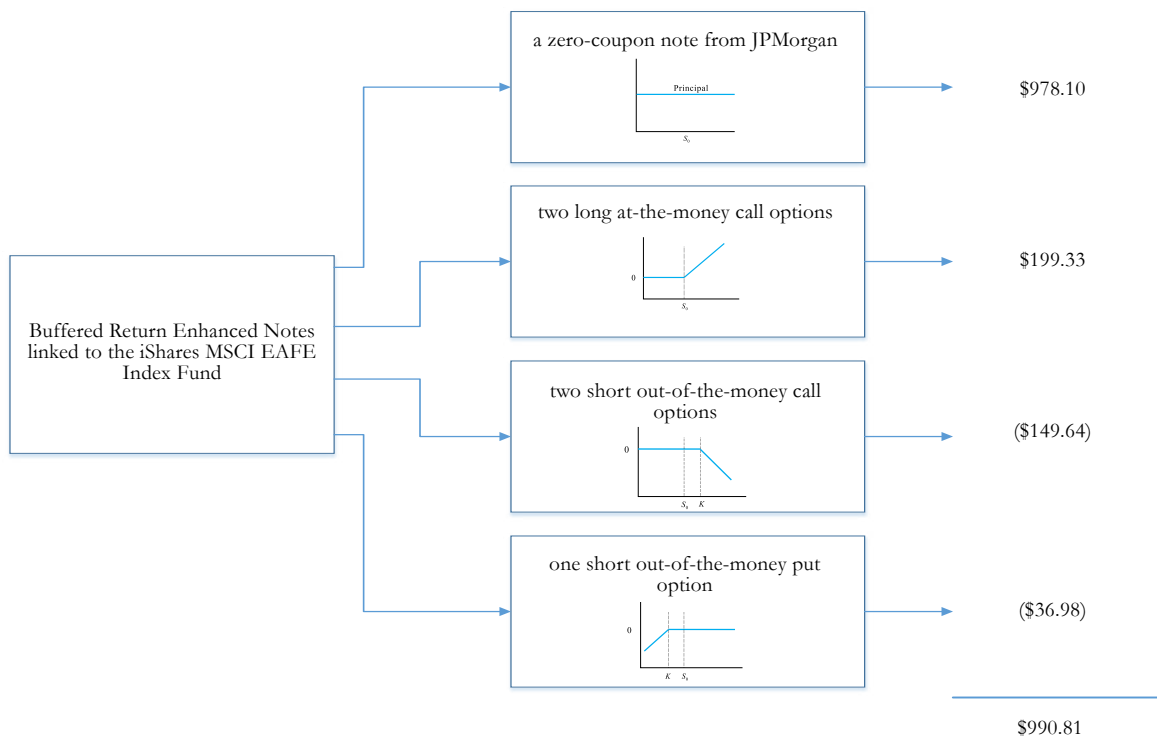 a zero-coupon note from JPMorgan
Principal
S0
$978.10
two long at-the-money call options
0
S0
$199.33
Buffered Return Enhanced Notes
linked to the iShares MSCI EAFE
Index Fund
two short out-of-the-money call
options
0
S0 K
($149.64)
one short out-of-the-money put
option
0
K S0
($36.98)
$990.81